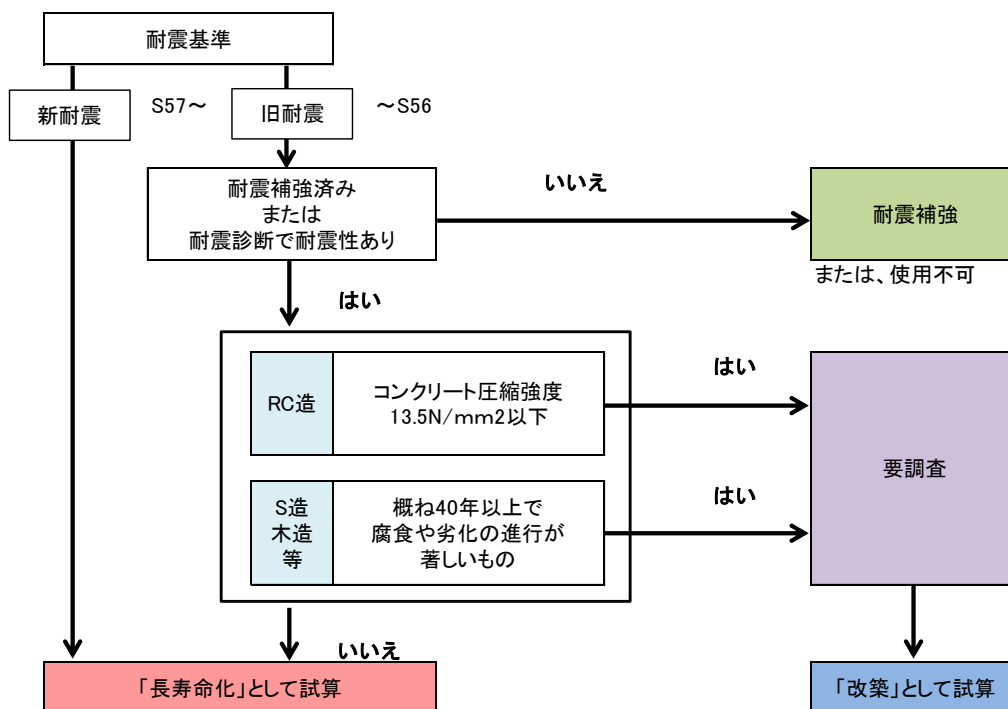 耐震基準
新耐震
S57～
旧耐震
～S56
耐震補強済み
または
耐震診断で耐震性あり
いいえ
耐震補強
または、使用不可
はい
RC造
コンクリート圧縮強度
13.5N/mm2以下
はい
要調査
S造
木造
等
概ね40年以上で
腐食や劣化の進行が
著しいもの
はい
いいえ
「長寿命化」として試算
「改築」として試算